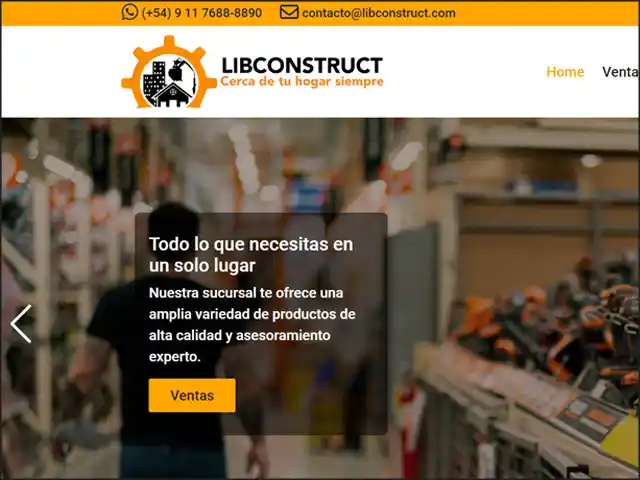 (+54) 9 11 7688-8890 contacto@libconstruct.com
LIBCONSTRUCT
Cerca de tu hogar siempre
Home Venta
Todo lo que necesitas en
un solo lugar
Nuestra sucursal te ofrece una
amplia variedad de productos de
alta calidad y asesoramiento
experto.
Ventas